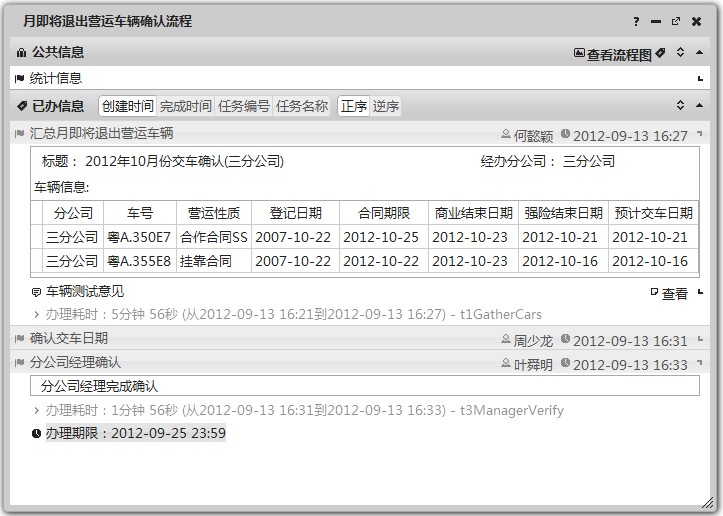 月即将退出营运车辆确认流程
公共信息 查看流程图
统计信息
已办信息 创建时间 完成时间 任务编号 任务名称 正序 逆序
汇总月即将退出营运车辆 何懿颖 2012-09-13 16:27
标题： 2012年10月份交车确认(三分公司) 经办分公司： 三分公司
车辆信息:
分公司 车号 营运性质 登记日期 合同期限 商业结束日期 强险结束日期 预计交车日期
三分公司 粤A.350E7 合作合同SS 2007-10-22 2012-10-25 2012-10-23 2012-10-21 2012-10-21
三分公司 粤A.355E8 挂靠合同 2007-10-22 2012-10-22 2012-10-23 2012-10-16 2012-10-16
车辆测试意见 查看
办理耗时：5分钟 56秒 (从2012-09-13 16:21到2012-09-13 16:27) - t1GatherCars
确认交车日期 周少龙 2012-09-13 16:31
分公司经理确认 叶舜明 2012-09-13 16:33
分公司经理完成确认
办理耗时：1分钟 56秒 (从2012-09-13 16:31到2012-09-13 16:33) - t3ManagerVerify
办理期限：2012-09-25 23:59